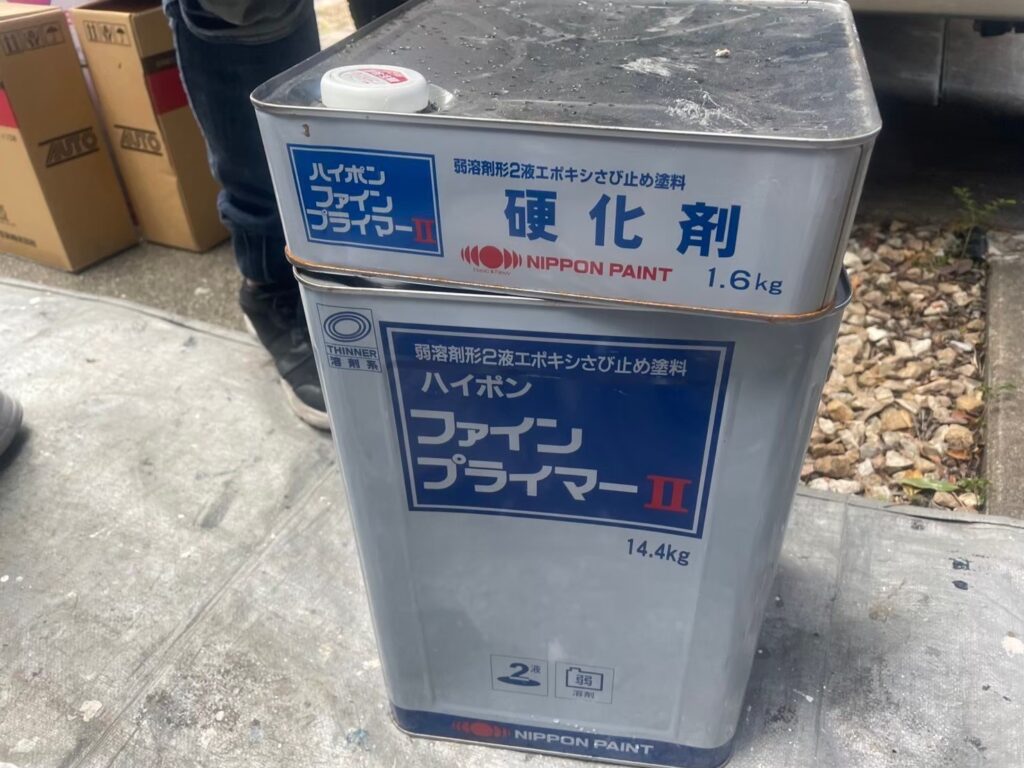 ハイポン
ファイン
プライマーII
弱溶剤形2液エポキシさび止め塗料
硬化剤
NIPPON PAINT
1.6kg
THINNER
溶剤系
弱溶剤形2液エポキシさび止め塗料
ハイポン
ファイン
プライマーII
14.4kg
2液
弱
溶剤
NIPPON PAINT
AUTO
AUTO